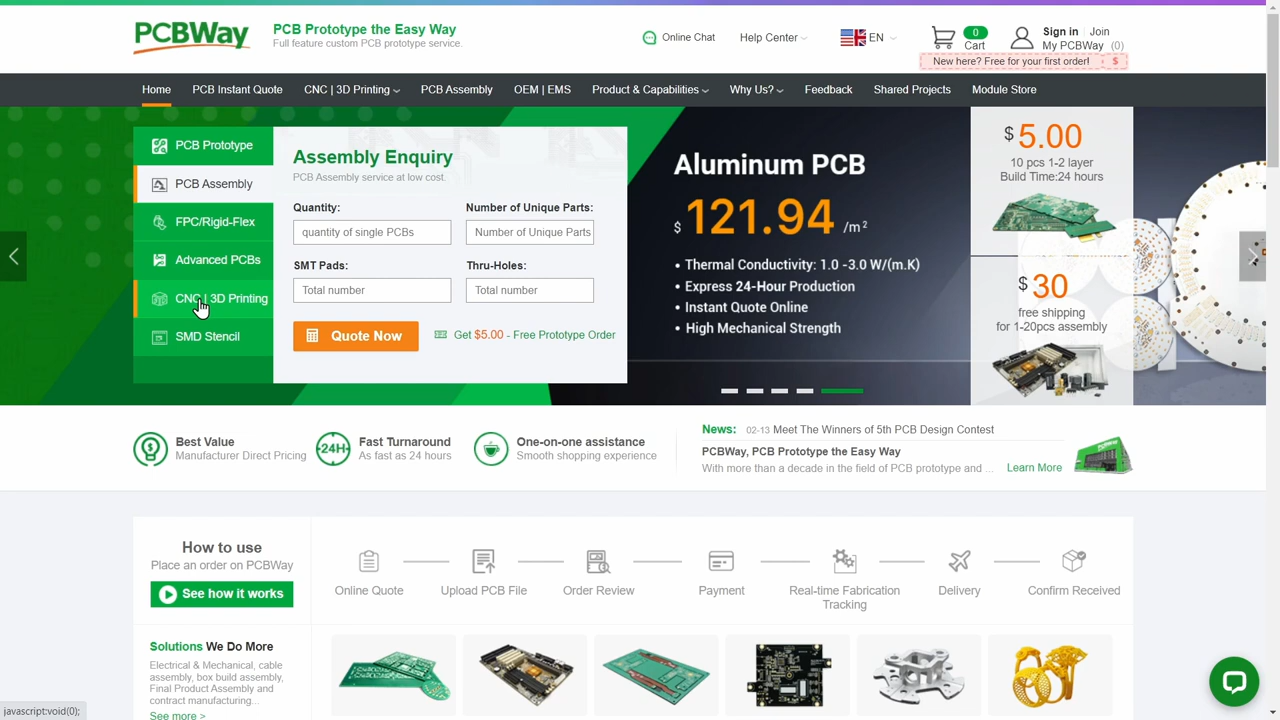 PCBWay
PCB Prototype the Easy Way
Full feature custom PCB prototype service.
Online Chat
Help Center
EN
0
Cart
Sign in | Join
My PCBWay (0)
New here? Free for your first order! $
Home
PCB Instant Quote
CNC | 3D Printing
PCB Assembly
OEM | EMS
Product & Capabilities
Why Us?
Feedback
Shared Projects
Module Store
PCB Prototype
PCB Assembly
FPC/Rigid-Flex
Advanced PCBs
CNC | 3D Printing
SMD Stencil
Assembly Enquiry
PCB Assembly service at low cost.
Quantity:
Number of Unique Parts:
quantity of single PCBs
Number of Unique Parts
SMT Pads:
Thru-Holes:
Total number
Total number
Quote Now
Get $5.00 - Free Prototype Order
Aluminum PCB
$ 121.94 /m²
• Thermal Conductivity: 1.0 -3.0 W/(m.K)
• Express 24-Hour Production
• Instant Quote Online
• High Mechanical Strength
$ 5.00
10 pcs 1-2 layer
Build Time:24 hours
$ 30
free shipping
for 1-20pcs assembly
Best Value
Manufacturer Direct Pricing
24H
Fast Turnaround
As fast as 24 hours
One-on-one assistance
Smooth shopping experience
News: 02-13 Meet The Winners of 5th PCB Design Contest
PCBWay, PCB Prototype the Easy Way
With more than a decade in the field of PCB prototype and ...
Learn More
How to use
Place an order on PCBWay
See how it works
Online Quote
Upload PCB File
Order Review
Payment
Real-time Fabrication
Tracking
Delivery
Confirm Received
Solutions We Do More
Electrical & Mechanical, cable
assembly, box build assembly,
Final Product Assembly and
contract manufacturing...
See more >
javascript:void(0);